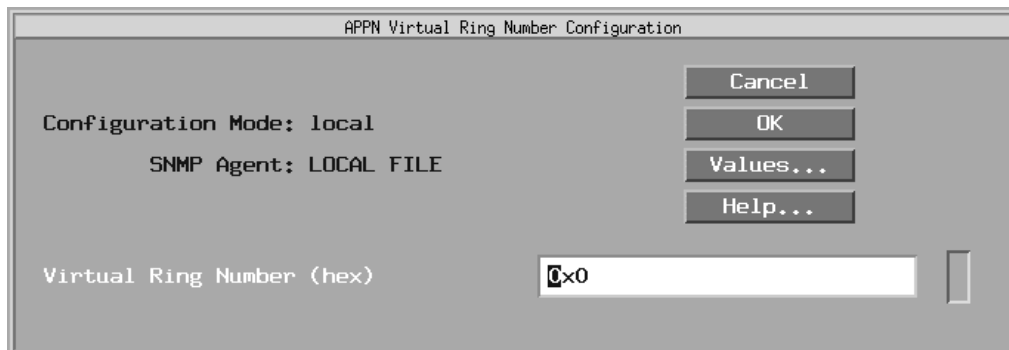 APPN Virtual Ring Number Configuration
Cancel
Configuration Mode: local
OK
SNMP Agent: LOCAL FILE
Values...
Help...
Virtual Ring Number (hex)
0x0